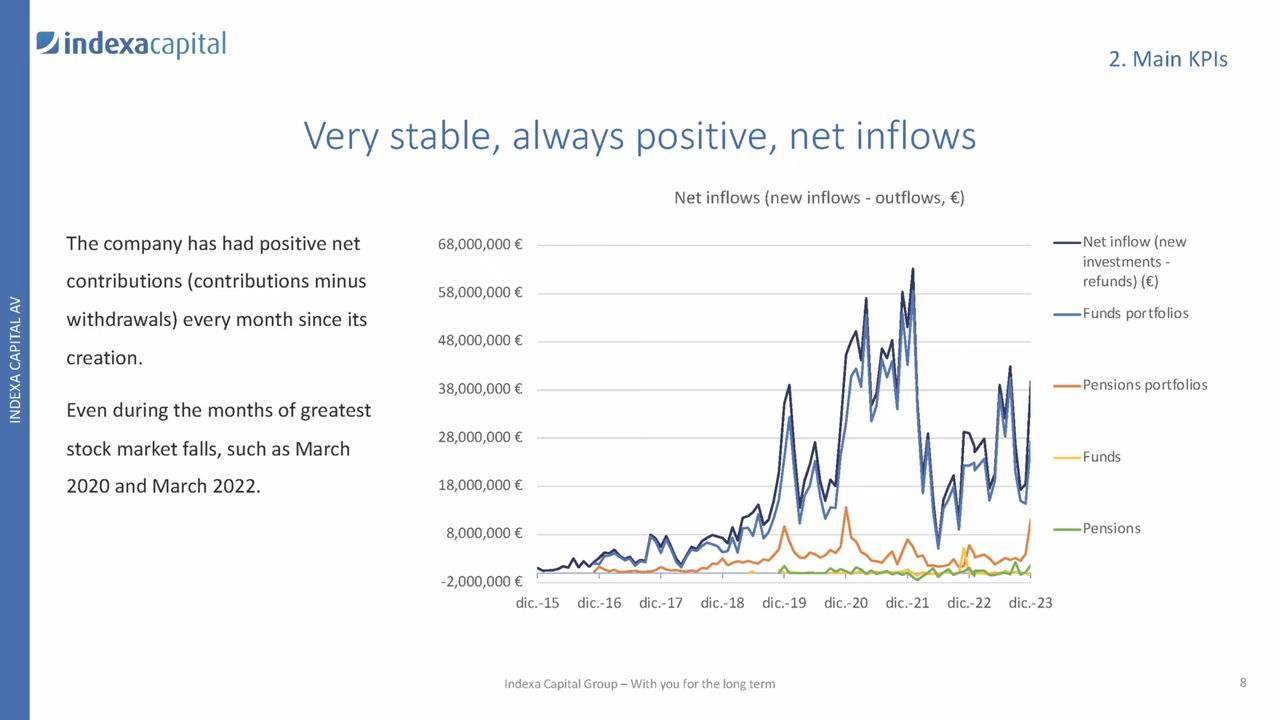 indexacapital
2. Main KPIs
Very stable, always positive, net inflows
INDEXA CAPITAL AV
The company has had positive net
contributions (contributions minus
withdrawals) every month since its
creation.
Even during the months of greatest
stock market falls, such as March
2020 and March 2022.
Net inflows (new inflows - outflows, €)
68,000,000 €
58,000,000 €
48,000,000 €
38,000,000 €
28,000,000 €
18,000,000 €
8,000,000 €
-2,000,000 €
dic.-15 dic.-16 dic.-17 dic.-18 dic.-19 dic.-20 dic.-21 dic.-22 dic.-23
Net inflow (new
investments -
refunds) (€)
Funds portfolios
Pensions portfolios
Funds
Pensions
Indexa Capital Group – With you for the long term
8